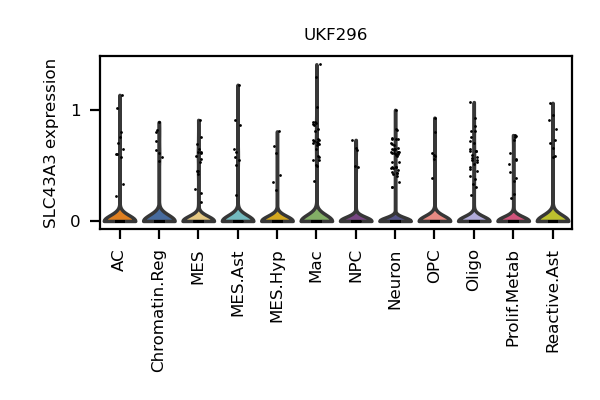 UKF296
SLC43A3 expression
1
0
AC
Chromatin.Reg
MES
MES.Ast
MES.Hyp
Mac
NPC
Neuron
OPC
Oligo
Prolif.Metab
Reactive.Ast